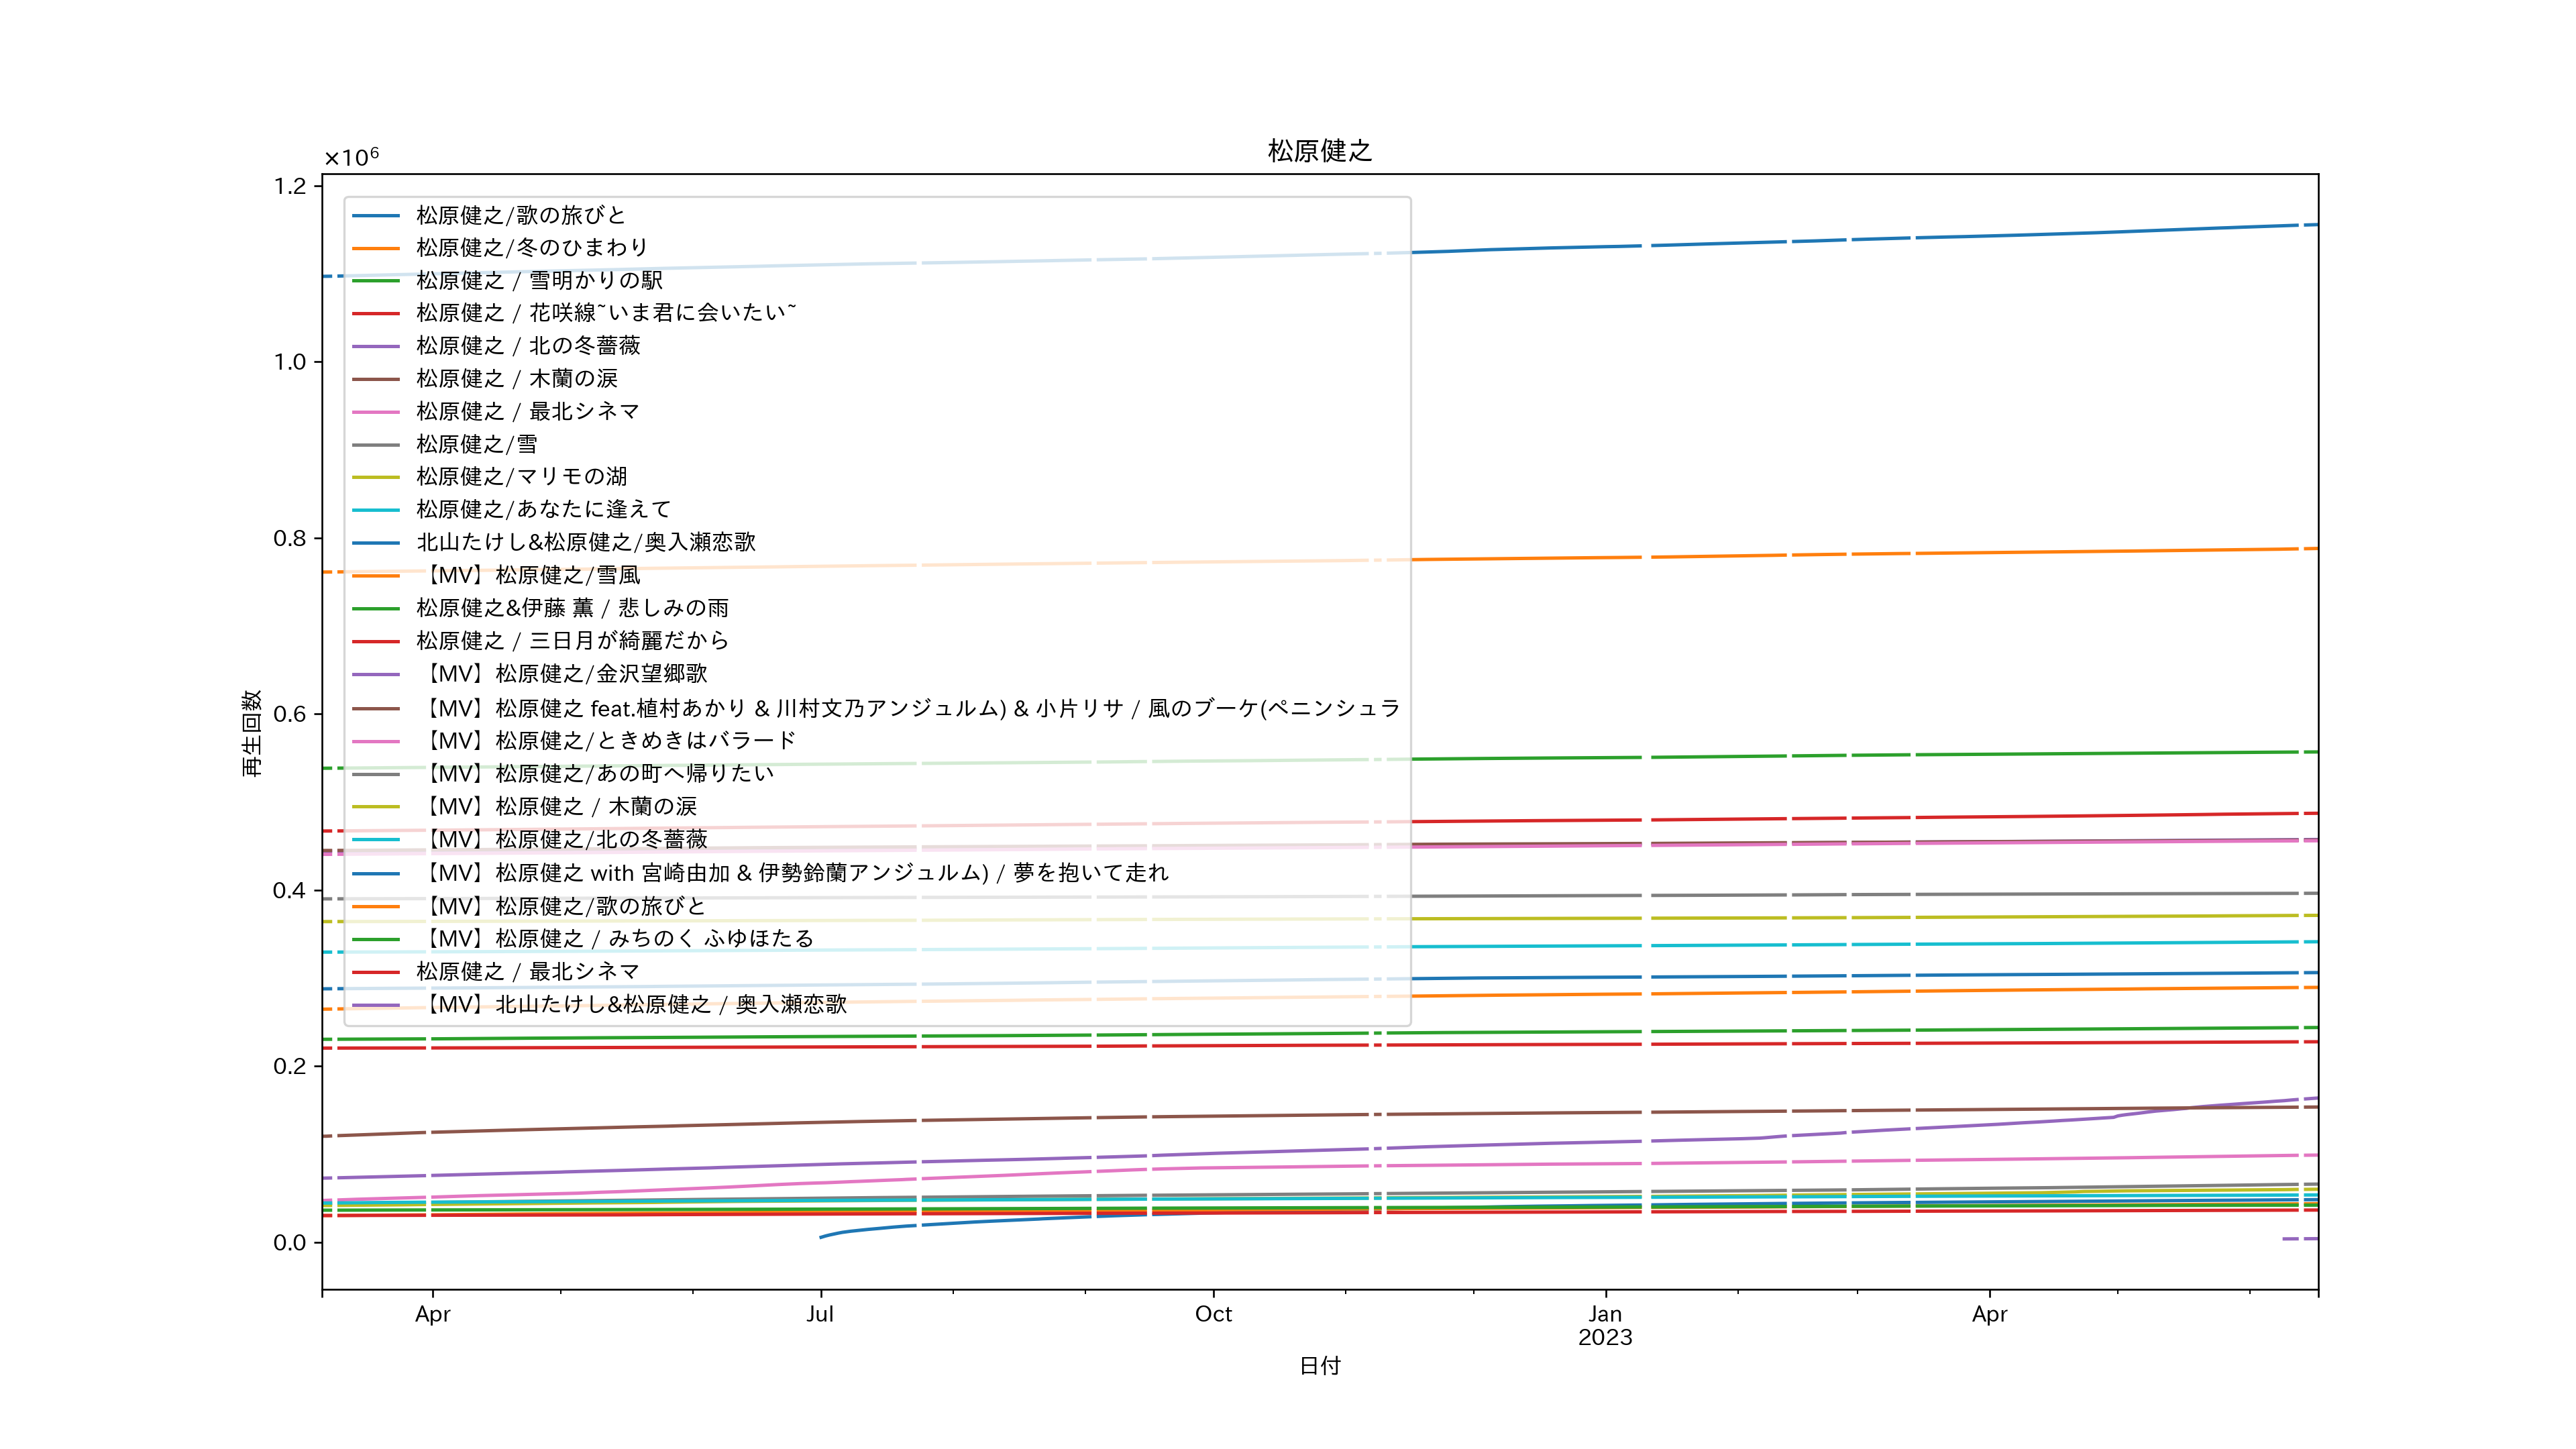 松原健之
×10⁶
1.2
1.0
0.8
0.6
0.4
0.2
0.0
再生回数
松原健之/歌の旅びと
松原健之/冬のひまわり
松原健之 / 雪明かりの駅
松原健之 / 花咲線~いま君に会いたい~
松原健之 / 北の冬薔薇
松原健之 / 木蘭の涙
松原健之 / 最北シネマ
松原健之/雪
松原健之/マリモの湖
松原健之/あなたに逢えて
北山たけし&松原健之/奥入瀬恋歌
【MV】松原健之/雪風
松原健之&伊藤 薫 / 悲しみの雨
松原健之 / 三日月が綺麗だから
【MV】松原健之/金沢望郷歌
【MV】松原健之 feat.植村あかり & 川村文乃アンジュルム) & 小片リサ / 風のブーケ(ペニンシュラ
【MV】松原健之/ときめきはバラード
【MV】松原健之/あの町へ帰りたい
【MV】松原健之 / 木蘭の涙
【MV】松原健之/北の冬薔薇
【MV】松原健之 with 宮崎由加 & 伊勢鈴蘭アンジュルム) / 夢を抱いて走れ
【MV】松原健之/歌の旅びと
【MV】松原健之 / みちのく ふゆほたる
松原健之 / 最北シネマ
【MV】北山たけし&松原健之 / 奥入瀬恋歌
Apr
Jul
Oct
Jan
2023
Apr
日付